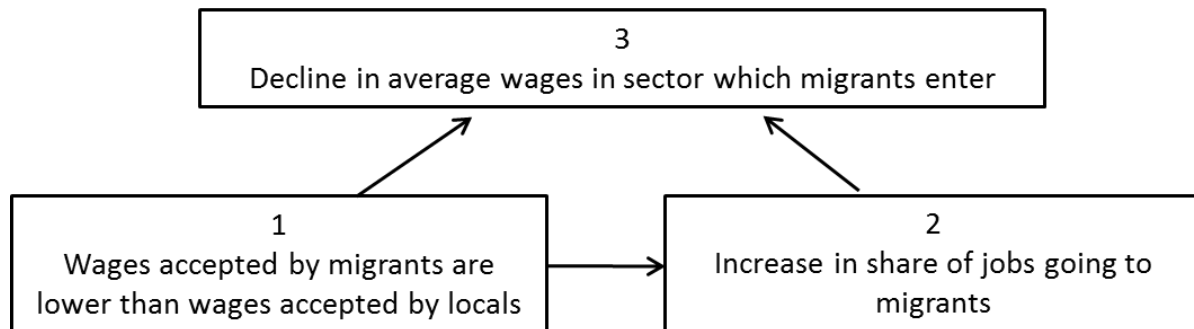 3
Decline in average wages in sector which migrants enter
1
Wages accepted by migrants are
lower than wages accepted by locals
2
Increase in share of jobs going to
migrants